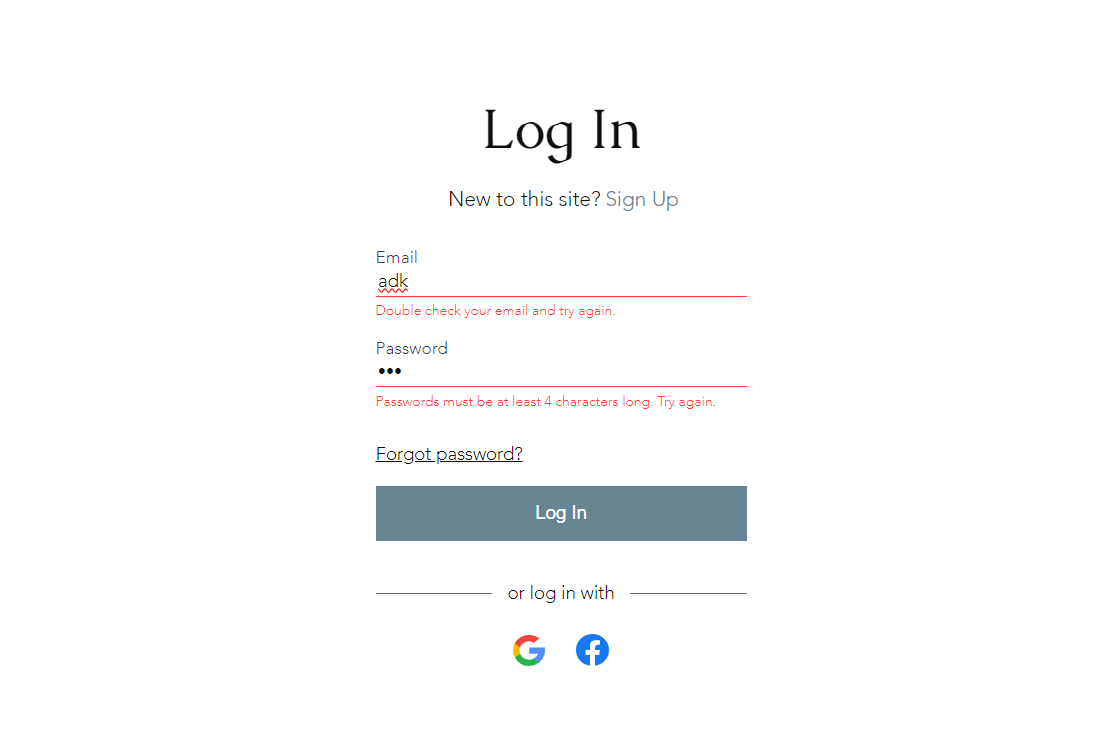 Log In
New to this site? Sign Up
Email
adk
Double check your email and try again.
Password
•••
Passwords must be at least 4 characters long. Try again.
Forgot password?
Log In
or log in with